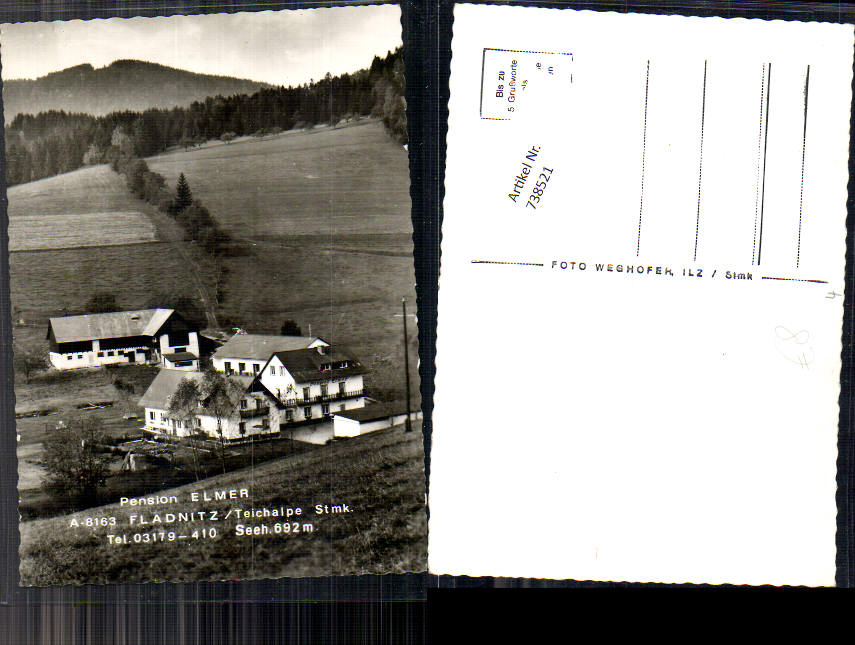 Pension ELMER
A-8163 FLADNITZ/Teichalpe Stmk.
Tel. 03179-410 Seeh. 692m
Bis zu
5 Grußworte
Artikel Nr.
738521
FOTO WEGHOFER, ILZ / Stmk